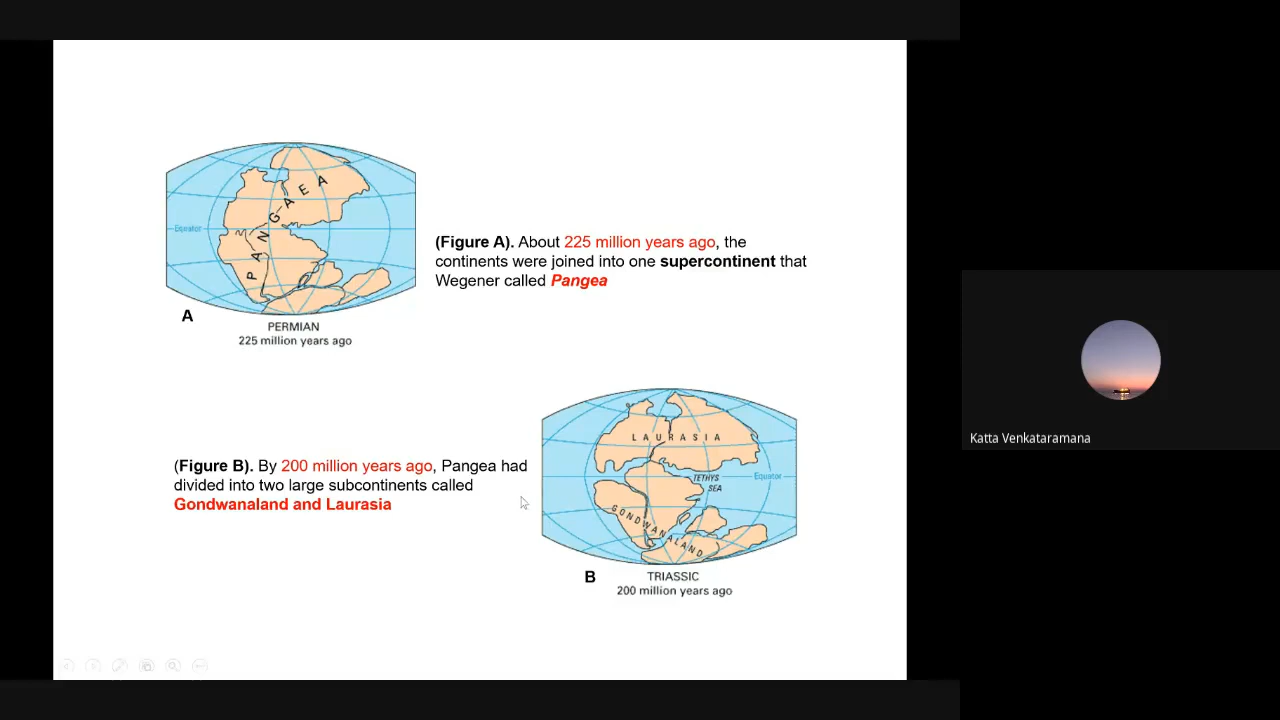 PANGAEA
Equator
A
PERMIAN
225 million years ago
(Figure A). About 225 million years ago, the
continents were joined into one supercontinent that
Wegener called Pangea
(Figure B). By 200 million years ago, Pangea had
divided into two large subcontinents called
Gondwanaland and Laurasia
LAURASIA
TETHYS
SEA
Equator
GONDWANALAND
B
TRIASSIC
200 million years ago
Katta Venkataramana